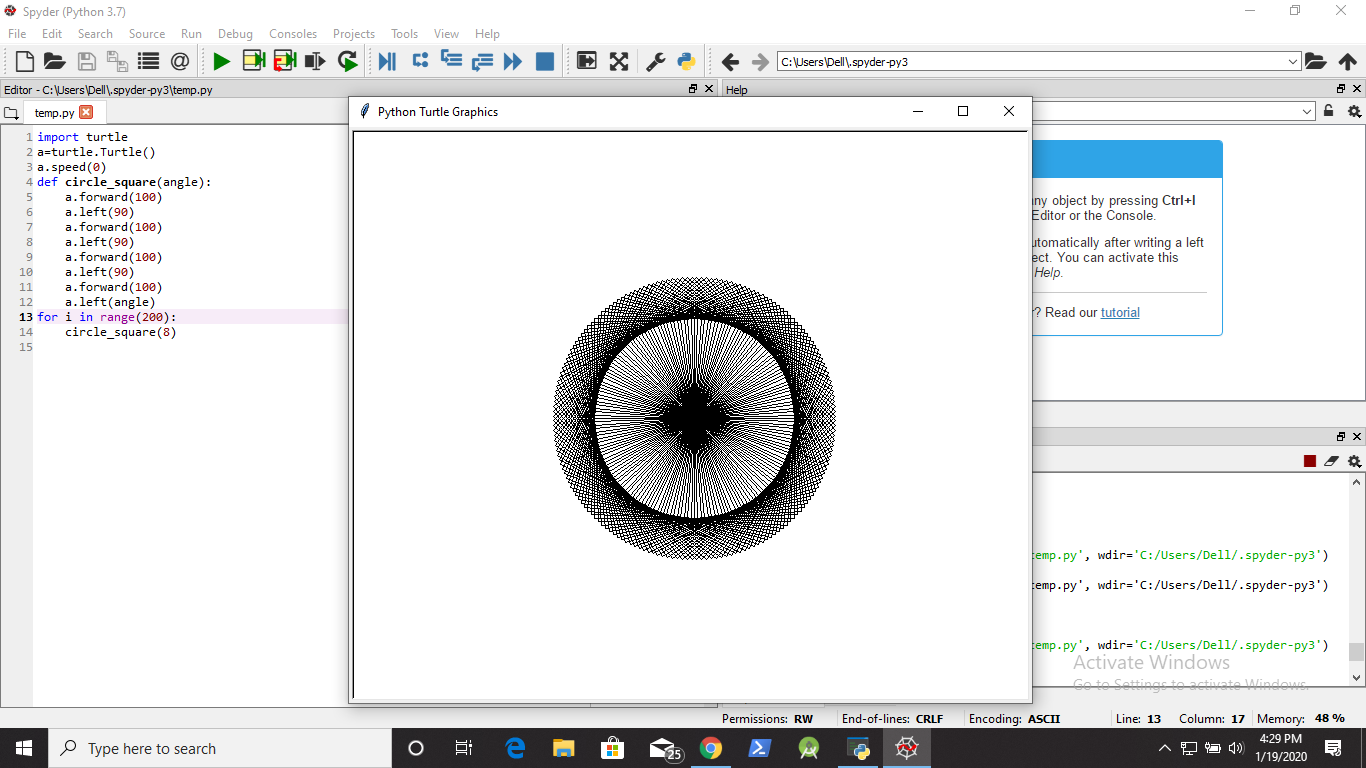 Spyder (Python 3.7)
File Edit Search Source Run Debug Consoles Projects Tools View Help
C:\Users\Dell\.spyder-py3
Editor - C:\Users\Dell\.spyder-py3\temp.py
Help
temp.py
Python Turtle Graphics
1 import turtle
2 a=turtle.Turtle()
3 a.speed(0)
4 def circle_square(angle):
5 a.forward(100)
6 a.left(90)
7 a.forward(100)
8 a.left(90)
9 a.forward(100)
10 a.left(90)
11 a.forward(100)
12 a.left(angle)
13 for i in range(200):
14 circle_square(8)
15
ny object by pressing Ctrl+I
Editor or the Console.
utomatically after writing a left
ect. You can activate this
Help.
? Read our tutorial
emp.py', wdir='C:/Users/Dell/.spyder-py3')
emp.py', wdir='C:/Users/Dell/.spyder-py3')
emp.py', wdir='C:/Users/Dell/.spyder-py3')
Activate Windows
Go to Settings to activate Windows.
Permissions: RW End-of-lines: CRLF Encoding: ASCII Line: 13 Column: 17 Memory: 48 %
Type here to search
25
4:29 PM
1/19/2020